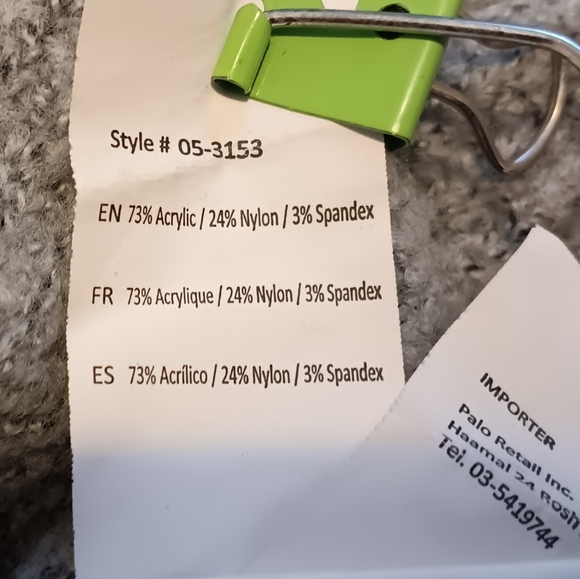 Style # 05-3153
EN 73% Acrylic / 24% Nylon / 3% Spandex
FR 73% Acrylique / 24% Nylon / 3% Spandex
ES 73% Acrílico / 24% Nylon / 3% Spandex
IMPORTER
Palo Retail Inc.
Haamal 24 Rosh
Tel. 03-5419744